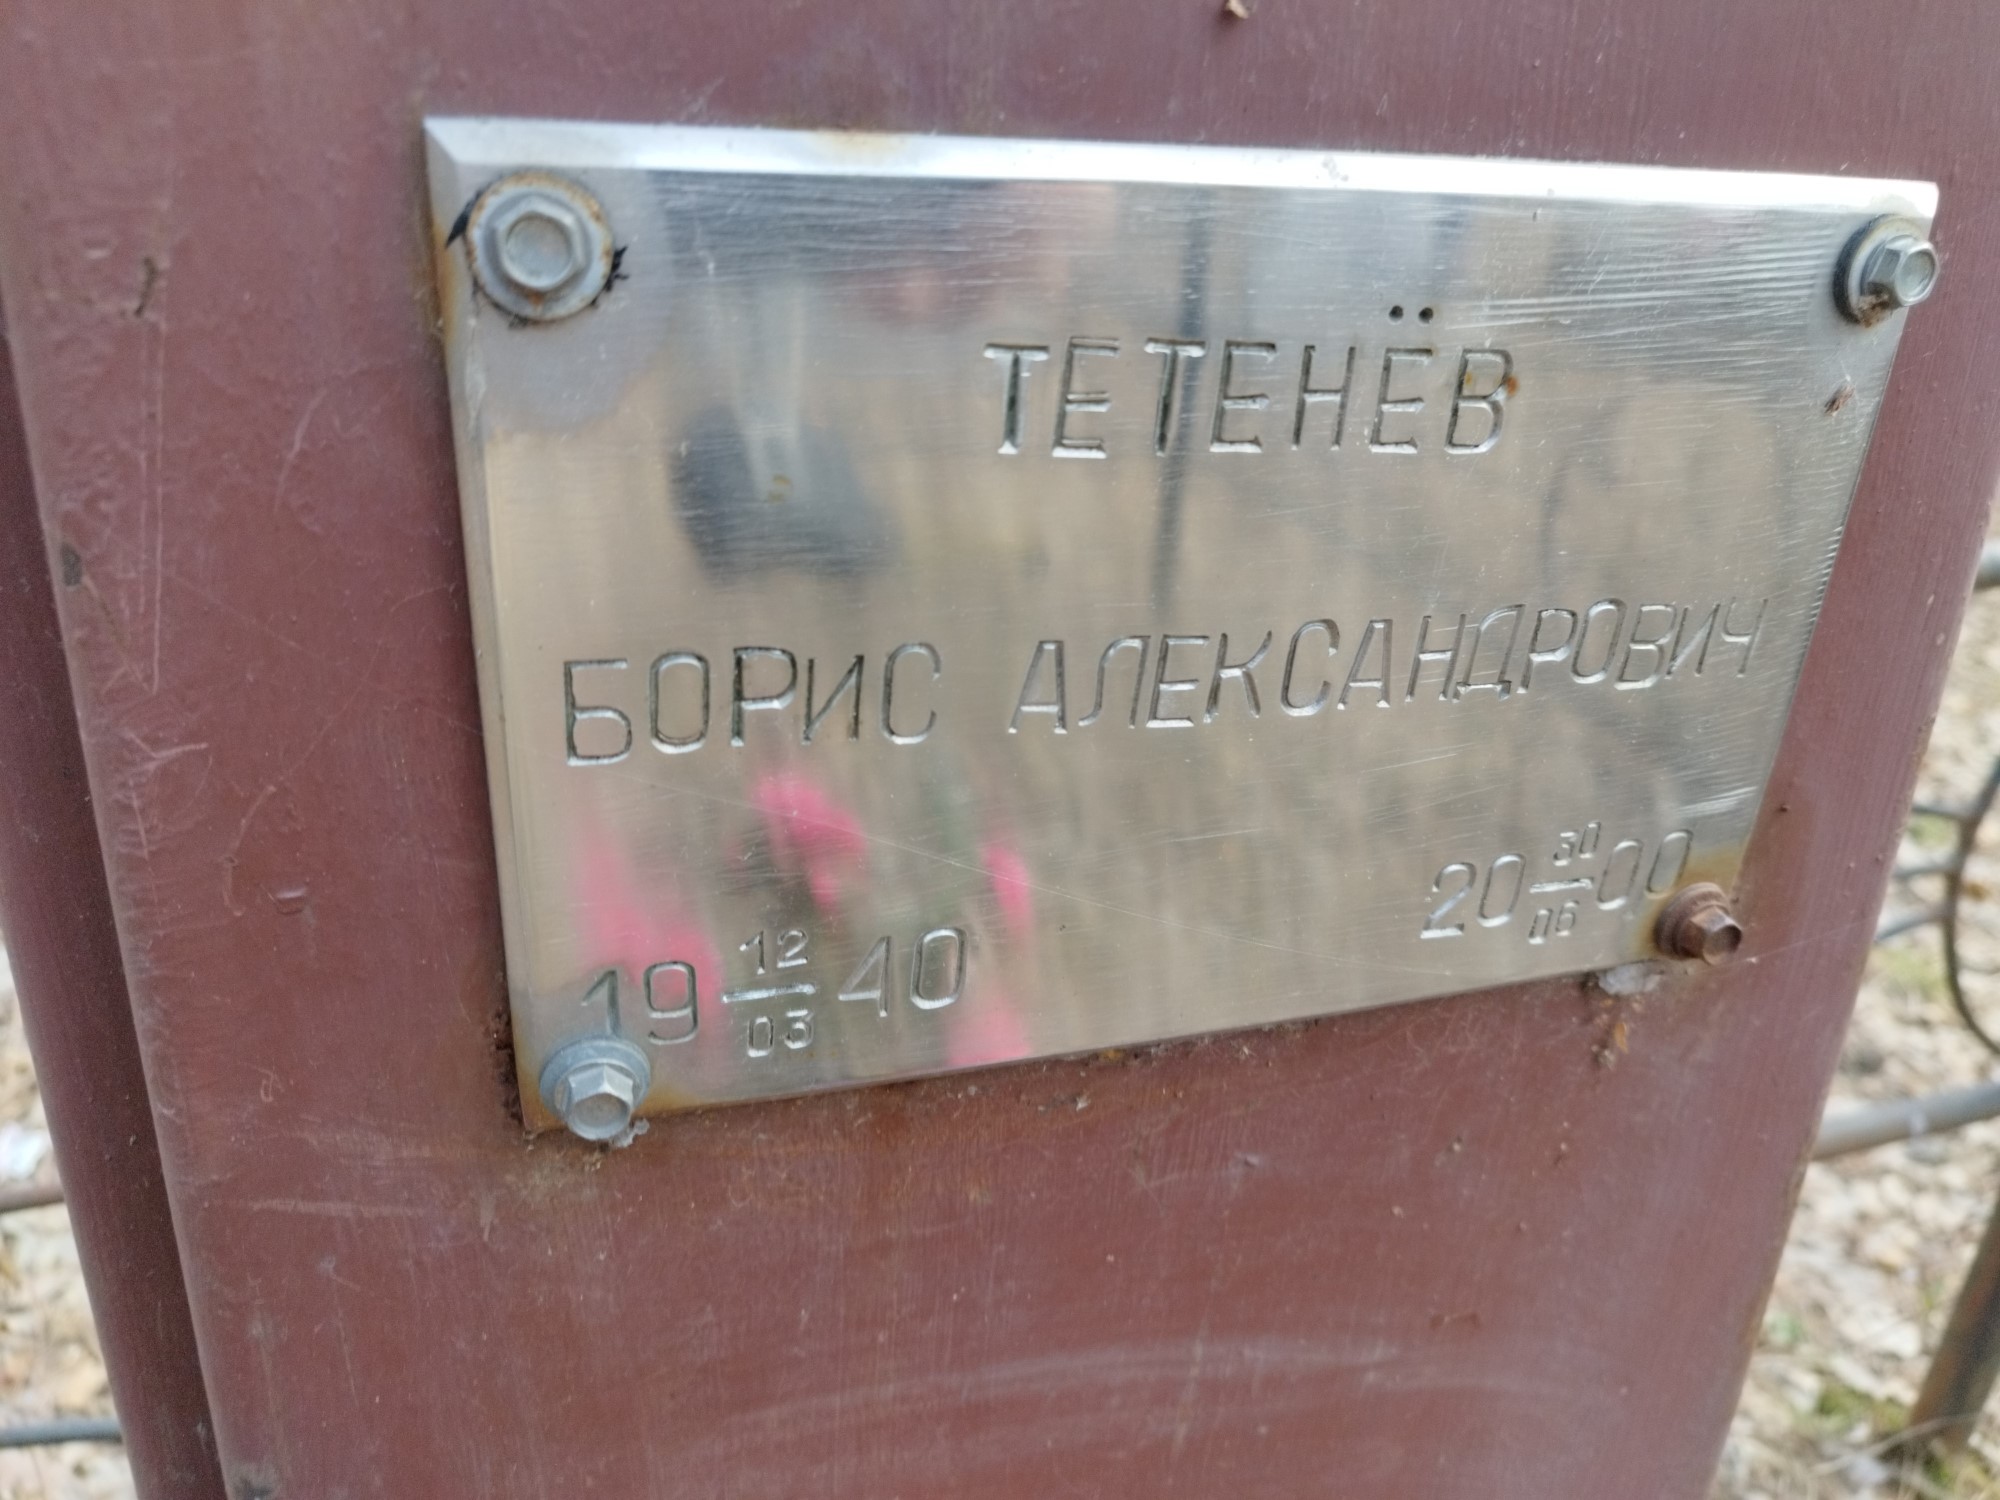 ТЕТЕНЁВ
БОРИС АЛЕКСАНДРОВИЧ
19 12/03 40
20 30/06 00